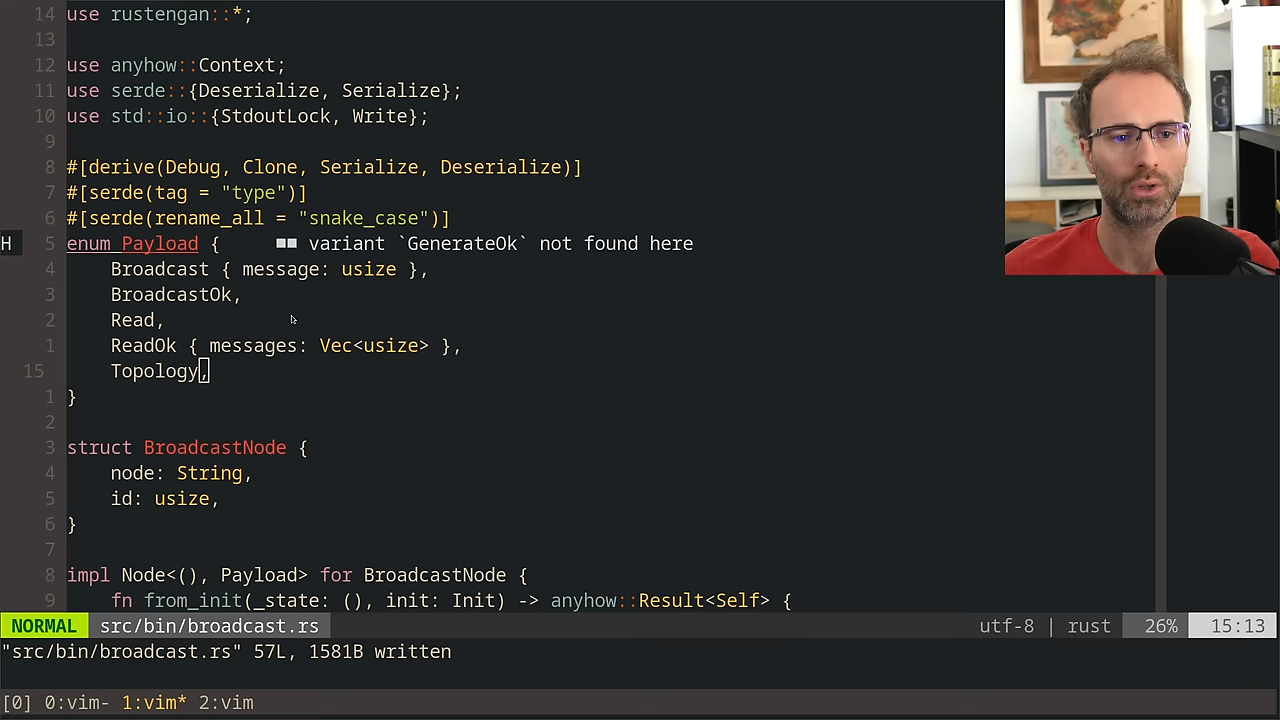 14 use rustengan::*;
13
12 use anyhow::Context;
11 use serde::{Deserialize, Serialize};
10 use std::io::{StdoutLock, Write};
9
8 #[derive(Debug, Clone, Serialize, Deserialize)]
7 #[serde(tag = "type")]
6 #[serde(rename_all = "snake_case")]
H 5 enum Payload { ■■ variant `GenerateOk` not found here
4 Broadcast { message: usize },
3 BroadcastOk,
2 Read,
1 ReadOk { messages: Vec<usize> },
15 Topology,
1 }
2
3 struct BroadcastNode {
4 node: String,
5 id: usize,
6 }
7
8 impl Node<(), Payload> for BroadcastNode {
9 fn from_init(_state: (), init: Init) -> anyhow::Result<Self> {
NORMAL src/bin/broadcast.rs utf-8 | rust 26% 15:13
"src/bin/broadcast.rs" 57L, 1581B written
[0] 0:vim- 1:vim* 2:vim